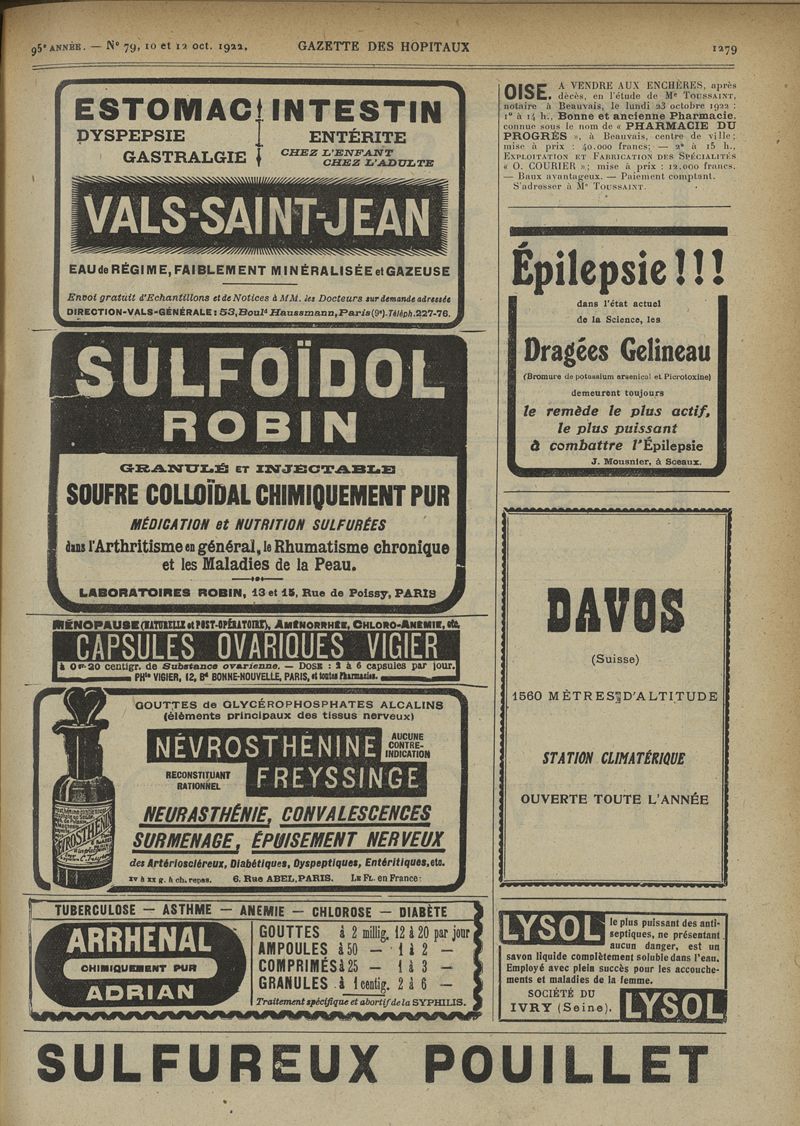 95e ANNÉE. — No 79, 10 et 12 oct. 1922.
GAZETTE DES HOPITAUX
1279
ESTOMAC INTESTIN
DYSPEPSIE
GASTRALGIE
ENTÉRITE
CHEZ L'ENFANT
CHEZ L'ADULTE
VALS-SAINT-JEAN
EAU de RÉGIME, FAIBLEMENT MINÉRALISÉE et GAZEUSE
Envoi gratuit d'Echantillons et de Notices à MM. les Docteurs sur demande adressée
DIRECTION-VALS-GÉNÉRALE : 53, Bould Haussmann, Paris (9e). Téléph. 227-76.
SULFOÏDOL
ROBIN
GRANULÉ ET INJECTABLE
SOUFRE COLLOÏDAL CHIMIQUEMENT PUR
MÉDICATION et NUTRITION SULFURÉES
dans l'Arthritisme en général, le Rhumatisme chronique
et les Maladies de la Peau.
LABORATOIRES ROBIN, 13 et 15, Rue de Poissy, PARIS
MÉNOPAUSE (NATURELLE et POST-OPÉRATOIRE), AMÉNORRHÉE, CHLORO-ANEMIE, etc.
CAPSULES OVARIQUES VIGIER
à 0 gr. 20 centigr. de Substance ovarienne. — DOSE : 2 à 6 capsules par jour.
PHie VIGIER, 12, Bd BONNE-NOUVELLE, PARIS, et toutes Pharmacies.
GOUTTES de GLYCÉROPHOSPHATES ALCALINS
(éléments principaux des tissus nerveux)
NÉVROSTHÉNINE
AUCUNE
CONTRE-
INDICATION
RECONSTITUANT
RATIONNEL
FREYSSINGE
NEURASTHÉNIE, CONVALESCENCES
SURMENAGE, ÉPUISEMENT NERVEUX
des Artérioscléreux, Diabétiques, Dyspeptiques, Entéritiques, etc.
XV à XX g. à ch. repas. 6. Rue ABEL, PARIS. LE FL. en France:
TUBERCULOSE — ASTHME — ANEMIE — CHLOROSE — DIABÈTE
ARRHENAL
CHIMIQUEMENT PUR
ADRIAN
GOUTTES à 2 millig. 12 à 20 par jour
AMPOULES à 50 — 1 à 2 —
COMPRIMÉS à 25 — 1 à 3 —
GRANULES à 1 centig. 2 à 6 —
Traitement spécifique et abortif de la SYPHILIS.
OISE. A VENDRE AUX ENCHÈRES, après
décès, en l'étude de Me TOUSSAINT,
notaire à Beauvais, le lundi 23 octobre 1922 :
1o à 14 h., Bonne et ancienne Pharmacie,
connue sous le nom de « PHARMACIE DU
PROGRÈS », à Beauvais, centre de ville;
mise à prix : 40.000 francs; — 2o à 15 h.,
EXPLOITATION ET FABRICATION DES SPÉCIALITÉS
« O. COURIER »; mise à prix : 12.000 francs.
— Baux avantageux. — Paiement comptant.
S'adresser à Me TOUSSAINT.
Épilepsie!!!
dans l'état actuel
de la Science, les
Dragées Gelineau
(Bromure de potassium arsenical et Picrotoxine)
demeurent toujours
le remède le plus actif,
le plus puissant
à combattre l'Épilepsie
J. Mousnier, à Sceaux.
DAVOS
(Suisse)
1560 MÈTRES D'ALTITUDE
STATION CLIMATÉRIQUE
OUVERTE TOUTE L'ANNÉE
LYSOL le plus puissant des anti-
septiques, ne présentant
aucun danger, est un
savon liquide complètement soluble dans l'eau.
Employé avec plein succès pour les accouche-
ments et maladies de la femme.
SOCIÉTÉ DU
IVRY (Seine).
LYSOL
SULFUREUX POUILLET